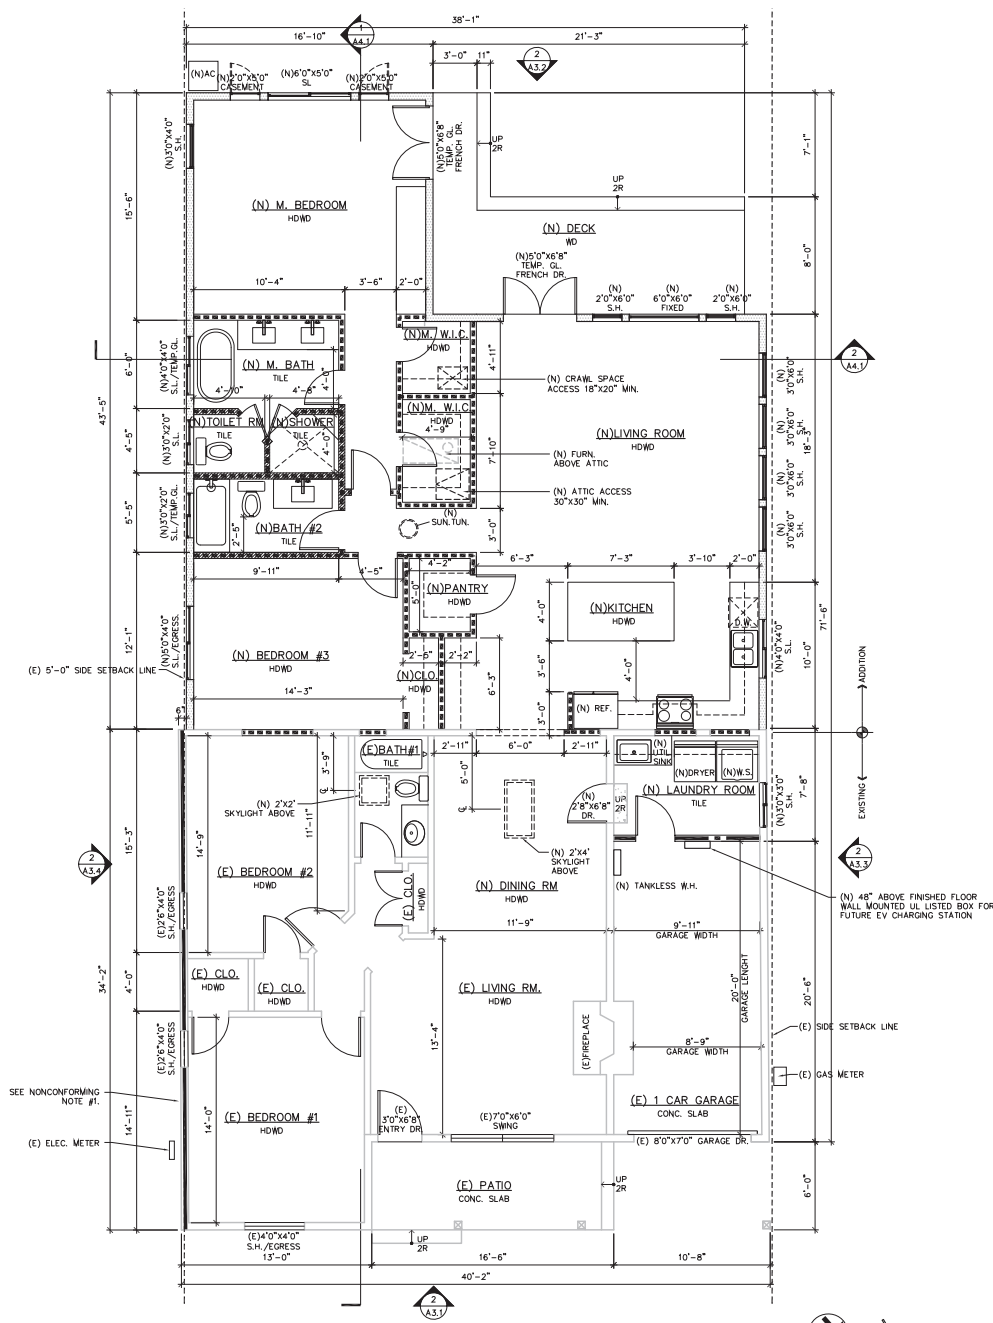 38'-1"
1
A4.1
16'-10"
21'-3"
3'-0"
11"
2
A3.2
(N)AC
(N)2'0"X5'0"
CASEMENT
(N)6'0"X5'0"
SL
(N)2'0"X5'0"
CASEMENT
(N)3'0"X4'0"
S.H.
(N)5'0"X6'8"
TEMP. GL.
FRENCH DR.
UP
2R
7'-1"
UP
2R
15'-6"
(N) M. BEDROOM
HDWD
(N) DECK
WD
8'-0"
(N)5'0"X6'8"
TEMP. GL.
FRENCH DR.
10'-4"
3'-6"
2'-0"
(N)
2'0"X6'0"
S.H.
(N)
6'0"X6'0"
FIXED
(N)
2'0"X6'0"
S.H.
(N)M. W.I.C.
HDWD
4'-11"
6'-0"
(N)4'0"X4'0"
S.L./TEMP.GL.
(N) M. BATH
TILE
4'-0"
4'-10"
4'-8"
(N) CRAWL SPACE
ACCESS 18"X20" MIN.
2
A4.1
(N)
3'0"X6'0"
S.H.
43'-5"
(N)M. W.I.C.
HDWD
4'-9"
(N)TOILET RM
TILE
(N)SHOWER
TILE
4'-0"
4'-5"
(N)3'0"X2'0"
S.L.
7'-10"
(N)LIVING ROOM
HDWD
(N)
3'0"X6'0"
S.H.
18'-3"
(N) FURN.
ABOVE ATTIC
(N)
3'0"X6'0"
S.H.
(N) ATTIC ACCESS
30"X30" MIN.
5'-5"
(N)3'0"X2'0"
S.L./TEMP.GL.
(N)BATH #2
TILE
2'-5"
(N)
SUN.TUN.
3'-0"
(N)
3'0"X6'0"
S.H.
9'-11"
4'-5"
4'-2"
6'-3"
7'-3"
3'-10"
2'-0"
(N)PANTRY
HDWD
5'-0"
4'-0"
(N)KITCHEN
HDWD
D.W.
71'-6"
12'-1"
(N)5'0"X4'0"
S.L./EGRESS.
(N) BEDROOM #3
HDWD
(E) 5'-0" SIDE SETBACK LINE
2'-5"
2'-2"
(N)CLO.
HDWD
6'-3"
3'-6"
4'-0"
(N)4'0"X4'0"
S.L.
10'-0"
ADDITION
14'-3"
6"
3'-0"
(N) REF.
(E)BATH#1
TILE
3'-9"
2'-11"
6'-0"
2'-11"
(N)
UTIL
SINK
(N)DRYER
(N)W.S.
5'-0"
(N) LAUNDRY ROOM
TILE
(N)3'0"X3'0"
S.H.
7'-8"
EXISTING
(N) 2'X2'
SKYLIGHT ABOVE
11'-11"
(N)
2'8"X6'8"
DR.
UP
2R
15'-3"
14'-9"
2
A3.4
(N) 2'X4'
SKYLIGHT
ABOVE
2
A3.3
(E) BEDROOM #2
HDWD
(E) CLO.
HDWD
(N) DINING RM
HDWD
(N) TANKLESS W.H.
(N) 48" ABOVE FINISHED FLOOR
WALL MOUNTED UL LISTED BOX FOR
FUTURE EV CHARGING STATION
(E)2'6"X4'0"
S.H./EGRESS
11'-9"
9'-11"
GARAGE WIDTH
34'-2"
4'-0"
(E) CLO.
HDWD
(E) CLO.
HDWD
(E) LIVING RM.
HDWD
20'-0"
GARAGE LENGHT
20'-6"
(E)2'6"X4'0"
S.H./EGRESS
13'-4"
(E)FIREPLACE
8'-9"
GARAGE WIDTH
(E) SIDE SETBACK LINE
(E) GAS METER
SEE NONCONFORMING
NOTE #1.
14'-11"
14'-0"
(E) BEDROOM #1
HDWD
(E)
3'0"X6'8"
ENTRY DR.
(E)7'0"X6'0"
SWING
(E) 1 CAR GARAGE
CONC. SLAB
(E) ELEC. METER
(E) 8'0"X7'0" GARAGE DR.
(E) PATIO
CONC. SLAB
UP
2R
6'-0"
(E)4'0"X4'0"
S.H./EGRESS
UP
2R
13'-0"
16'-6"
10'-8"
40'-2"
2
A3.1